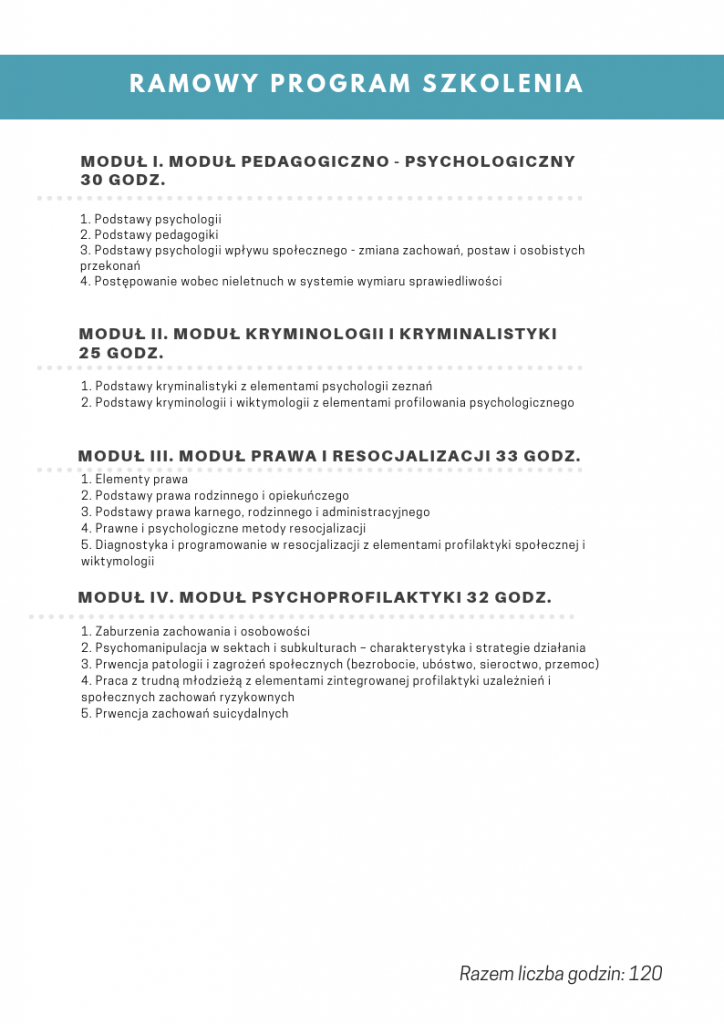 RAMOWY PROGRAM SZKOLENIA
MODUŁ I. MODUŁ PEDAGOGICZNO - PSYCHOLOGICZNY
30 GODZ.
1. Podstawy psychologii
2. Podstawy pedagogiki
3. Podstawy psychologii wpływu społecznego - zmiana zachowań, postaw i osobistych
przekonań
4. Postępowanie wobec nieletnuch w systemie wymiaru sprawiedliwości
MODUŁ II. MODUŁ KRYMINOLOGII I KRYMINALISTYKI
25 GODZ.
1. Podstawy kryminalistyki z elementami psychologii zeznań
2. Podstawy kryminologii i wiktymologii z elementami profilowania psychologicznego
MODUŁ III. MODUŁ PRAWA I RESOCJALIZACJI 33 GODZ.
1. Elementy prawa
2. Podstawy prawa rodzinnego i opiekuńczego
3. Podstawy prawa karnego, rodzinnego i administracyjnego
4. Prawne i psychologiczne metody resocjalizacji
5. Diagnostyka i programowanie w resocjalizacji z elementami profilaktyki społecznej i
wiktymologii
MODUŁ IV. MODUŁ PSYCHOPROFILAKTYKI 32 GODZ.
1. Zaburzenia zachowania i osobowości
2. Psychomanipulacja w sektach i subkulturach – charakterystyka i strategie działania
3. Prwencja patologii i zagrożeń społecznych (bezrobocie, ubóstwo, sieroctwo, przemoc)
4. Praca z trudną młodzieżą z elementami zintegrowanej profilaktyki uzależnień i
społecznych zachowań ryzykownych
5. Prwencja zachowań suicydalnych
Razem liczba godzin: 120